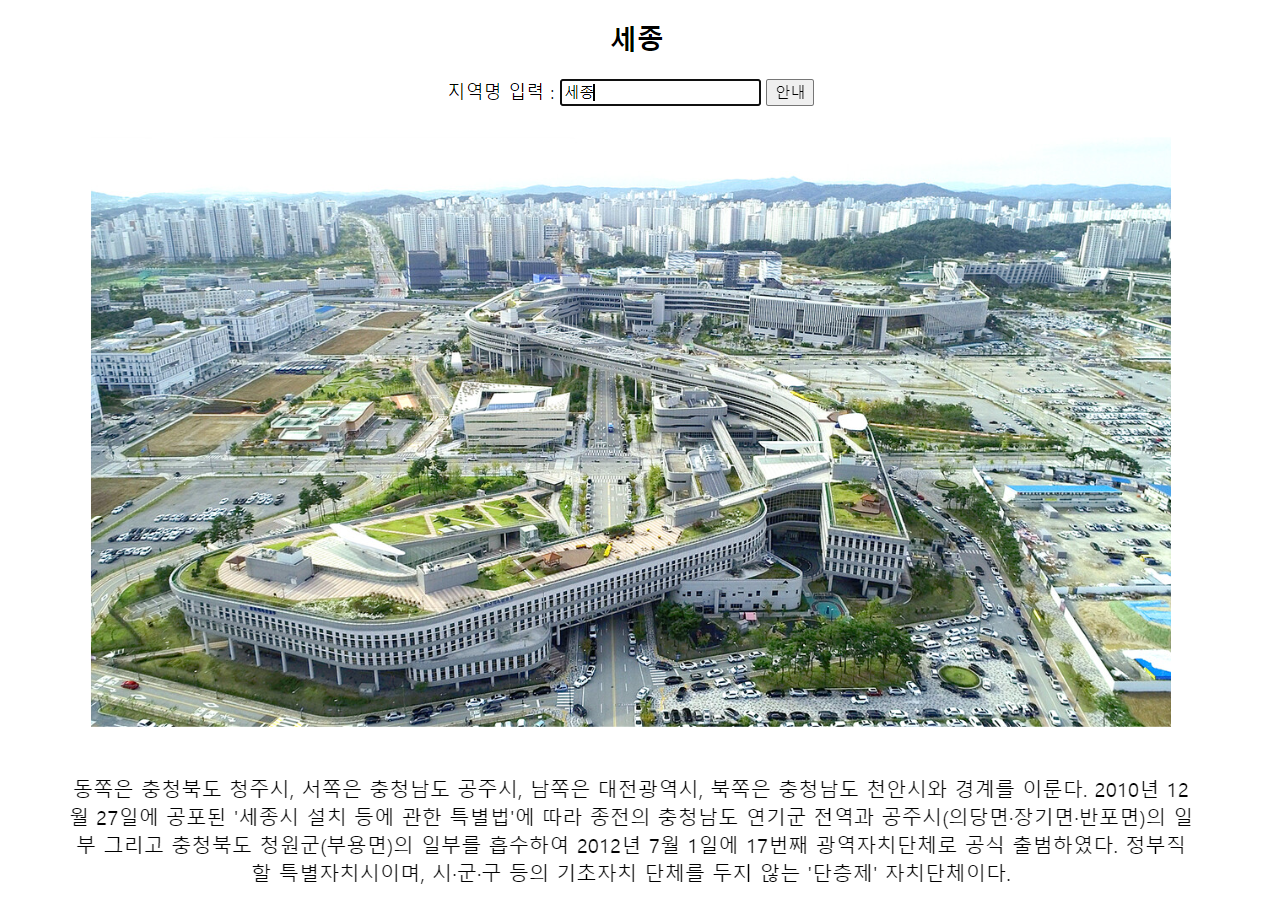 세종
지역명 입력 : 세종 안내
동쪽은 충청북도 청주시, 서쪽은 충청남도 공주시, 남쪽은 대전광역시, 북쪽은 충청남도 천안시와 경계를 이룬다. 2010년 12
월 27일에 공포된 '세종시 설치 등에 관한 특별법'에 따라 종전의 충청남도 연기군 전역과 공주시(의당면·장기면·반포면)의 일
부 그리고 충청북도 청원군(부용면)의 일부를 흡수하여 2012년 7월 1일에 17번째 광역자치단체로 공식 출범하였다. 정부직
할 특별자치시이며, 시·군·구 등의 기초자치 단체를 두지 않는 '단층제' 자치단체이다.